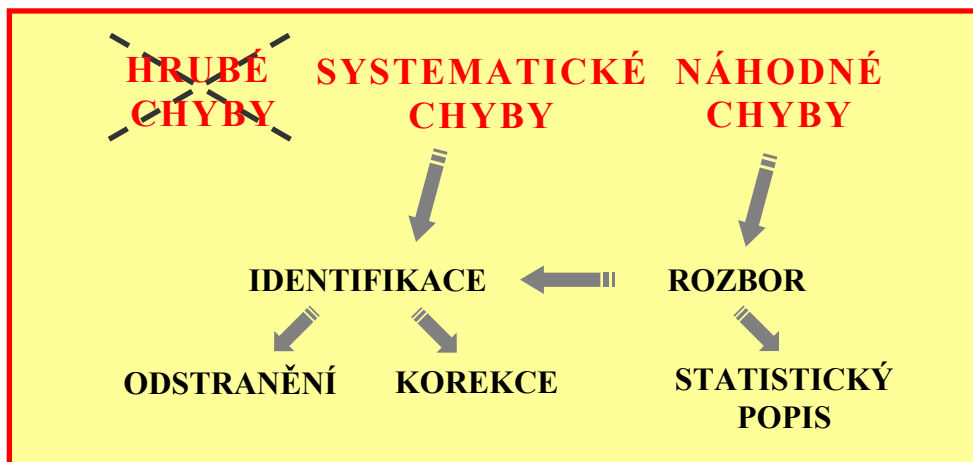 HRUBÉ
CHYBY
SYSTEMATICKÉ
CHYBY
NÁHODNÉ
CHYBY
IDENTIFIKACE
ROZBOR
ODSTRANĚNÍ
KOREKCE
STATISTICKÝ
POPIS